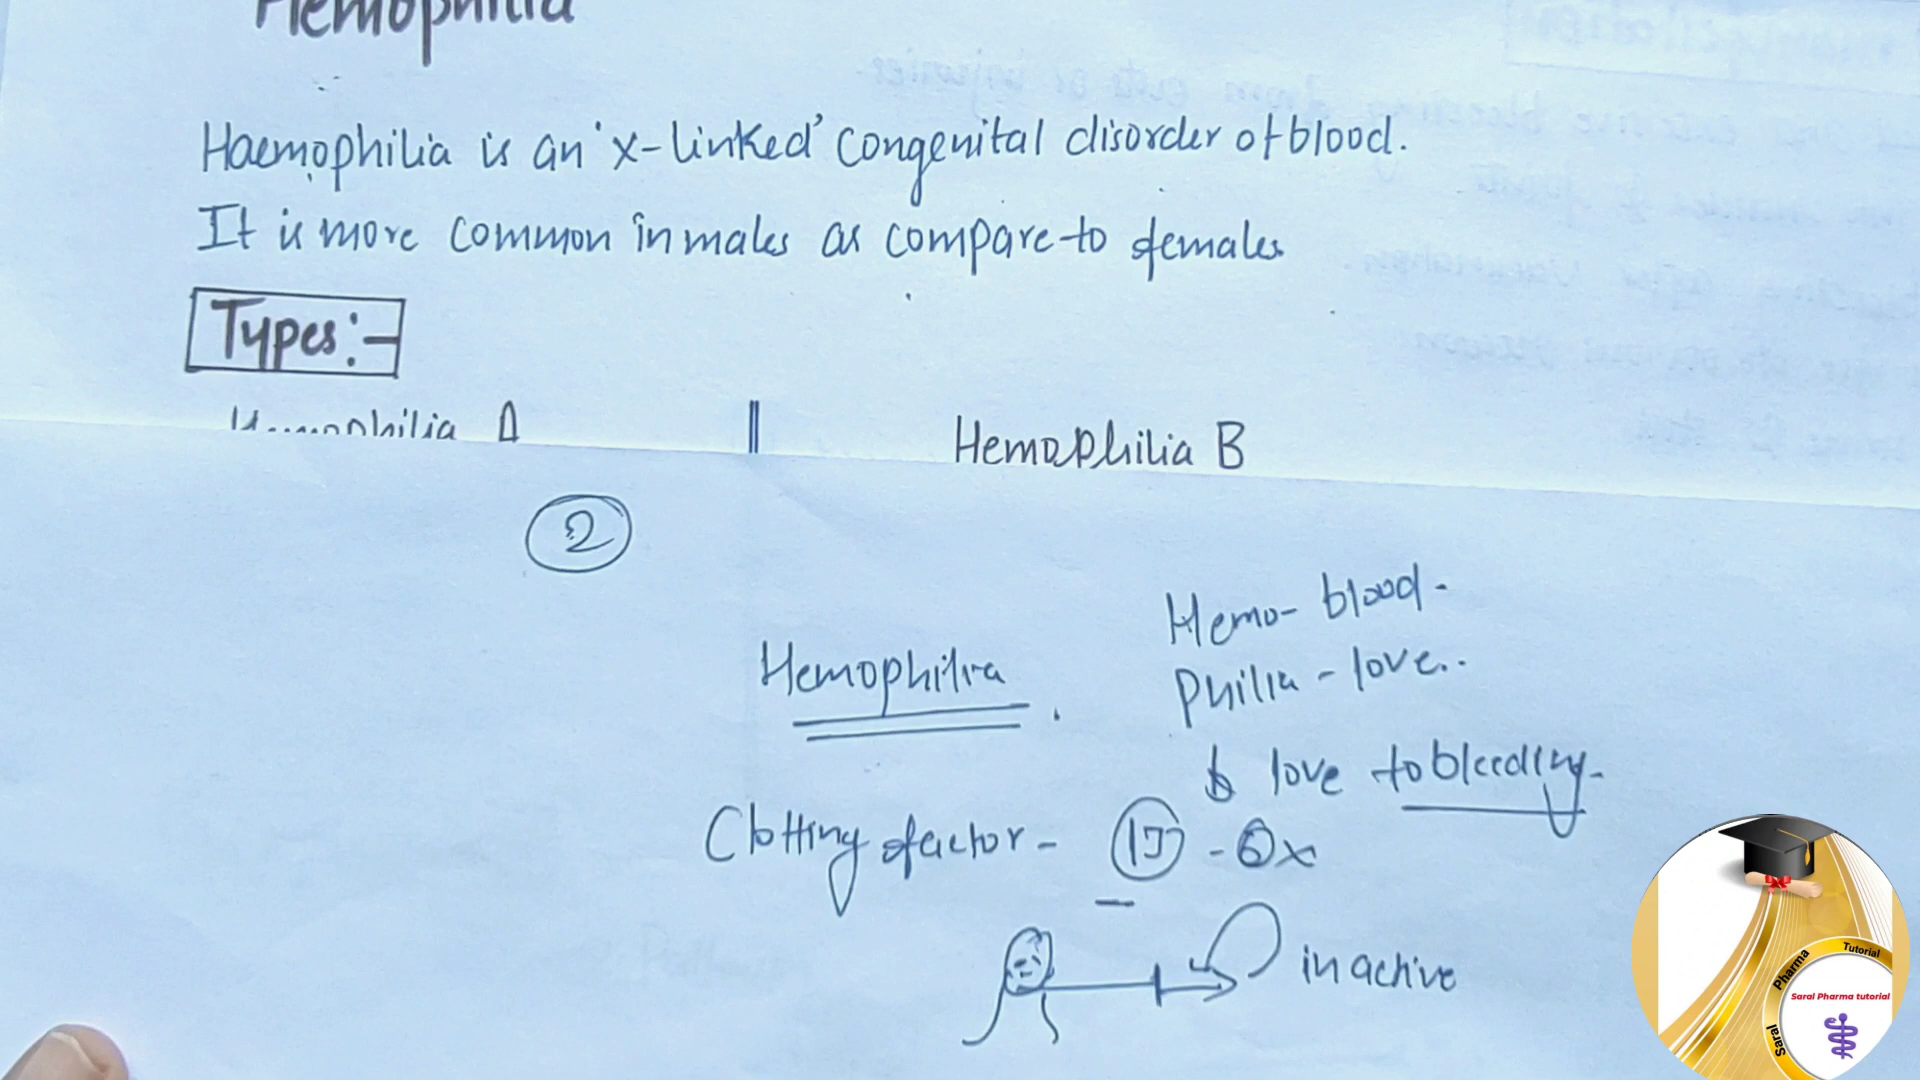 Hemophilia
Haemophilia is an 'x-linked' congenital disorder of blood.
It is more common in males as compare to females
Types:-
Hemophilia A
Hemophilia B
2
Hemophilia.
Hemo- blood.
Philia - love..
love to bleeding.
Clotting factor -
inactive
Saral Pharma Tutorial
Saral Pharma tutorial